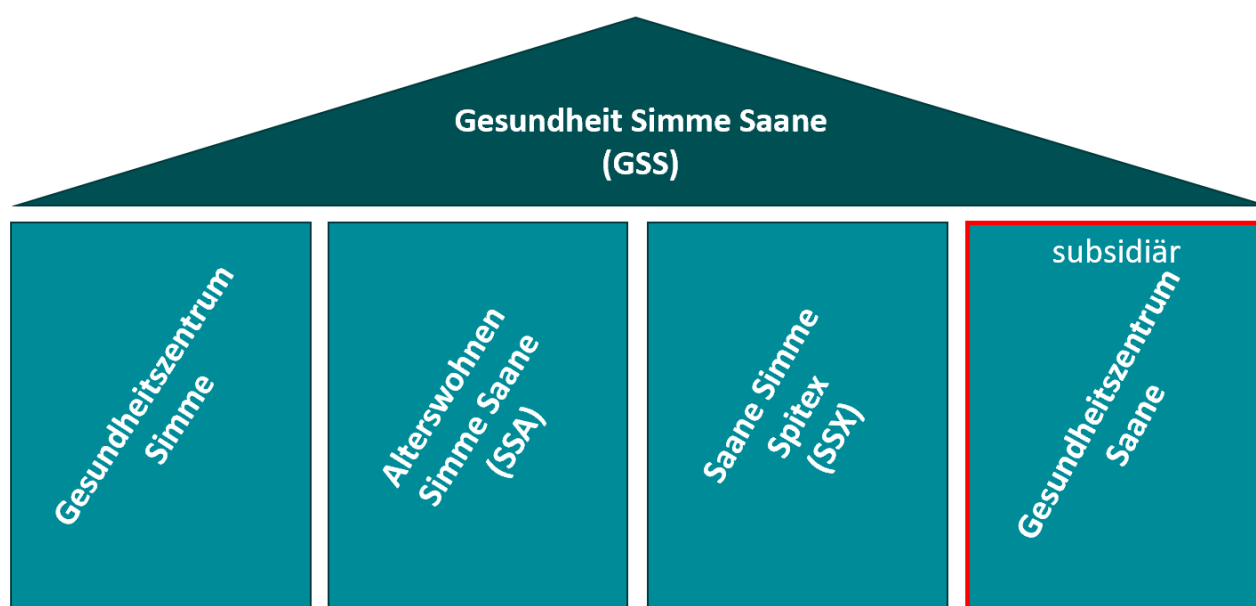 Gesundheit Simme Saane
(GSS)
Gesundheitszentrum
Simme
Alterswohnen
Simme Saane
(SSA)
Saane Simme
Spitex
(SSX)
subsidiär
Gesundheitszentrum
Saane